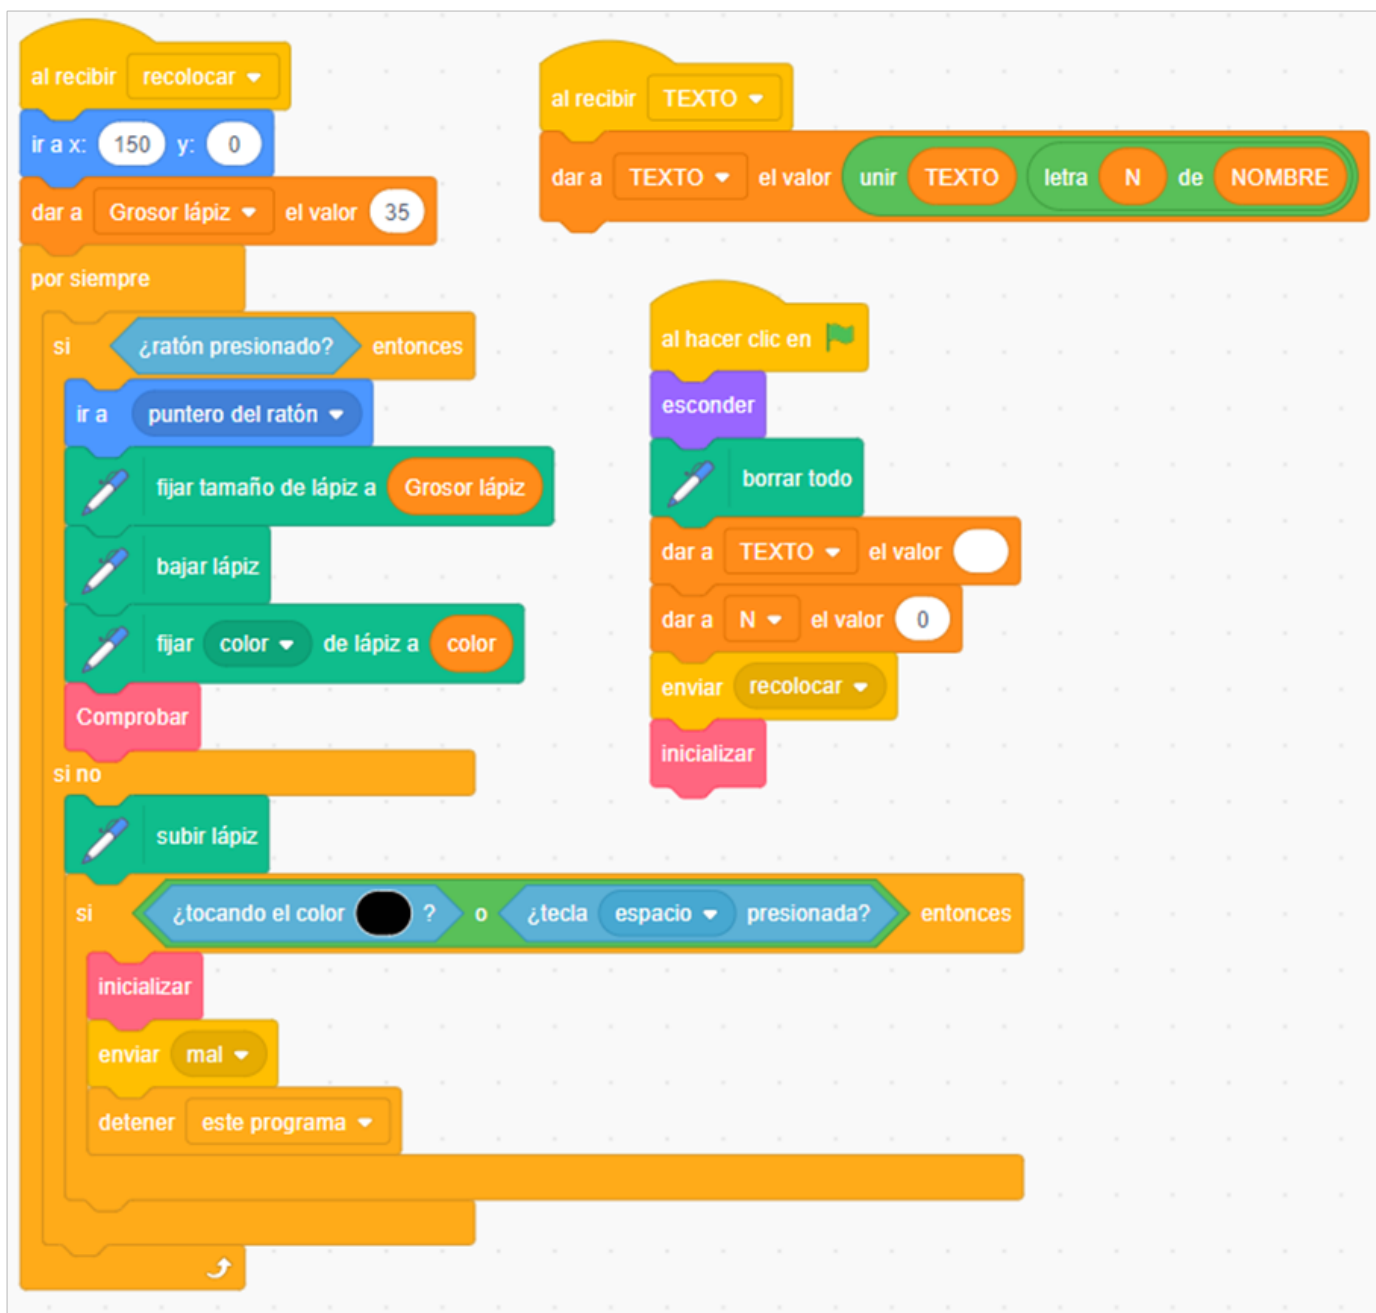 al recibir recolocar
ir a x: 150 y: 0
dar a Grosor lápiz el valor 35
por siempre
si ¿ratón presionado? entonces
ir a puntero del ratón
fijar tamaño de lápiz a Grosor lápiz
bajar lápiz
fijar color de lápiz a color
Comprobar
si no
subir lápiz
si ¿tocando el color ? o ¿tecla espacio presionada? entonces
inicializar
enviar mal
detener este programa
al recibir TEXTO
dar a TEXTO el valor unir TEXTO letra N de NOMBRE
al hacer clic en
esconder
borrar todo
dar a TEXTO el valor
dar a N el valor 0
enviar recolocar
inicializar